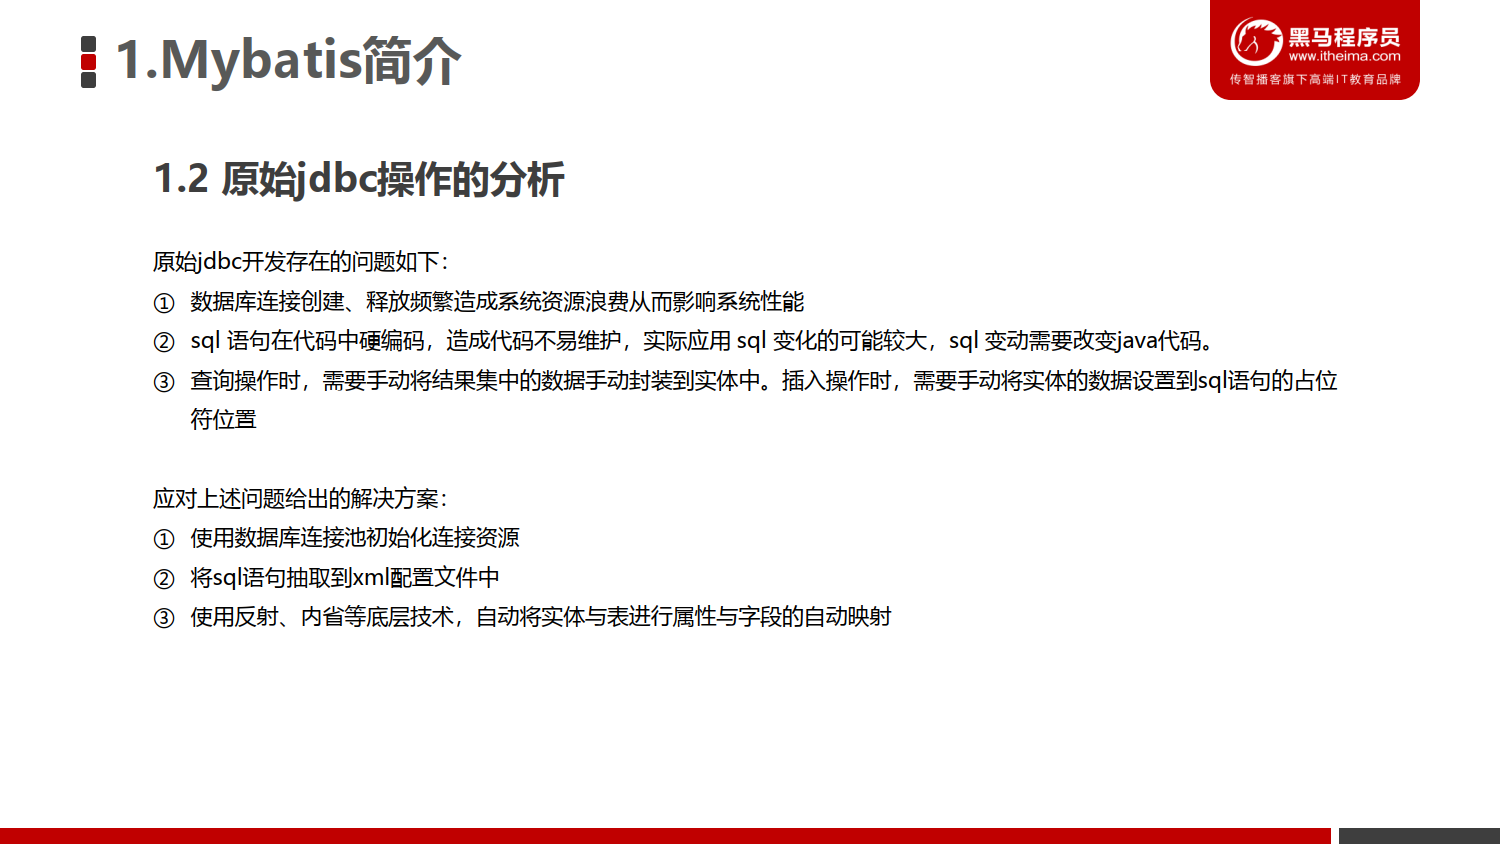 1.Mybatis简介
黑马程序员
www.itheima.com
传智播客旗下高端IT教育品牌
1.2 原始jdbc操作的分析
原始jdbc开发存在的问题如下：
① 数据库连接创建、释放频繁造成系统资源浪费从而影响系统性能
② sql 语句在代码中硬编码，造成代码不易维护，实际应用 sql 变化的可能较大，sql 变动需要改变java代码。
③ 查询操作时，需要手动将结果集中的数据手动封装到实体中。插入操作时，需要手动将实体的数据设置到sql语句的占位
符位置
应对上述问题给出的解决方案：
① 使用数据库连接池初始化连接资源
② 将sql语句抽取到xml配置文件中
③ 使用反射、内省等底层技术，自动将实体与表进行属性与字段的自动映射